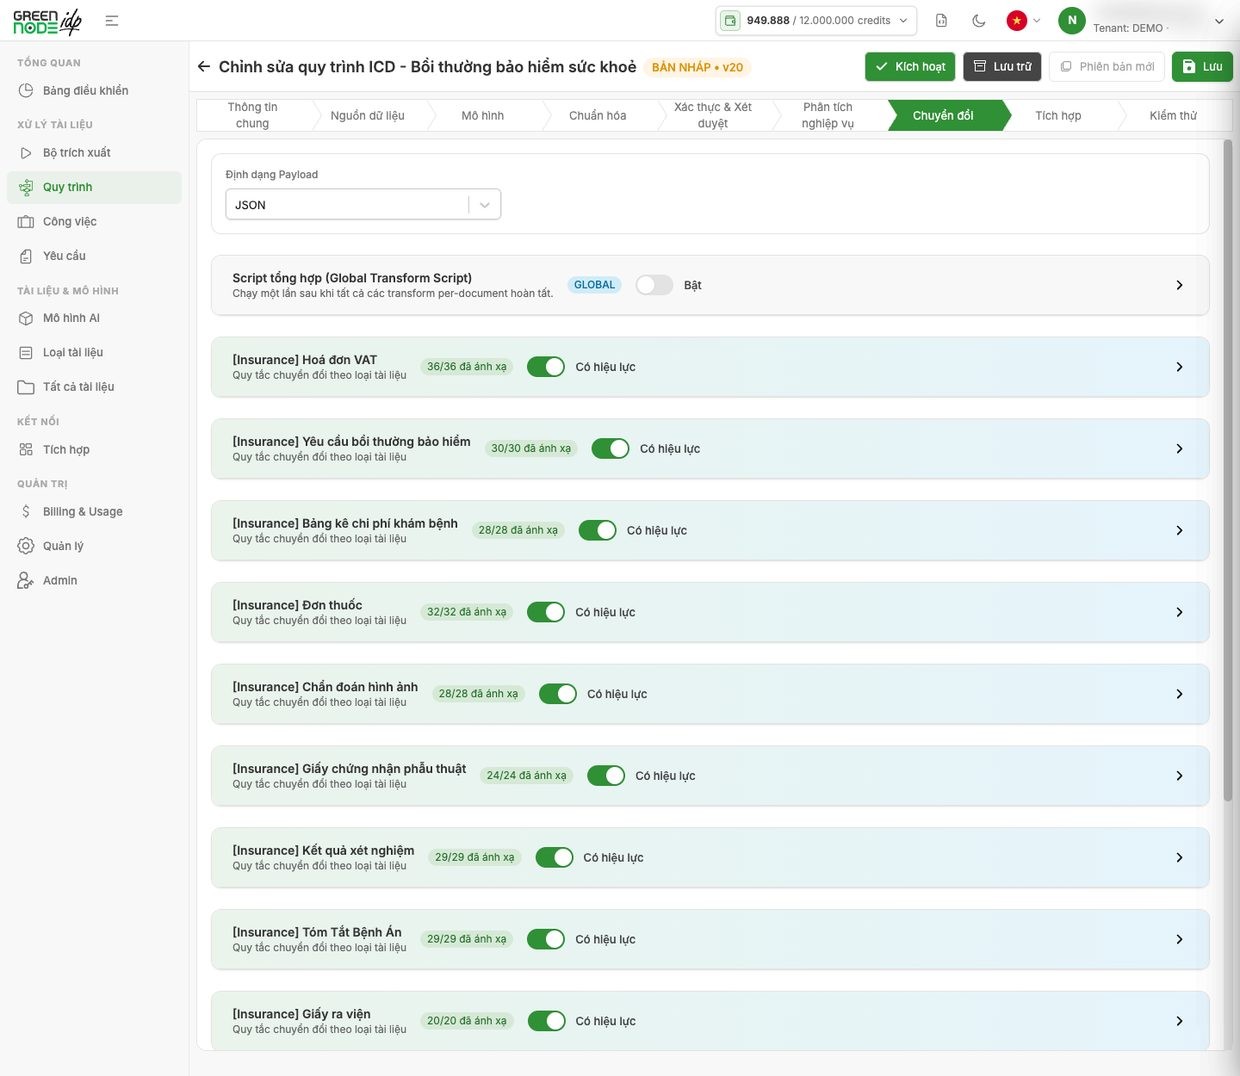 GREEN
NODE idp
949.888 / 12.000.000 credits
N
Tenant: DEMO -
TỔNG QUAN
Bảng điều khiển
XỬ LÝ TÀI LIỆU
Bộ trích xuất
Quy trình
Công việc
Yêu cầu
TÀI LIỆU & MÔ HÌNH
Mô hình AI
Loại tài liệu
Tất cả tài liệu
KẾT NỐI
Tích hợp
QUẢN TRỊ
Billing & Usage
Quản lý
Admin
Chỉnh sửa quy trình ICD - Bồi thường bảo hiểm sức khoẻ
BẢN NHÁP • v20
Kích hoạt
Lưu trữ
Phiên bản mới
Lưu
Thông tin
chung
Nguồn dữ liệu
Mô hình
Chuẩn hóa
Xác thực & Xét
duyệt
Phân tích
nghiệp vụ
Chuyển đổi
Tích hợp
Kiểm thử
Định dạng Payload
JSON
Script tổng hợp (Global Transform Script)
Chạy một lần sau khi tất cả các transform per-document hoàn tất.
GLOBAL
Bật
[Insurance] Hoá đơn VAT
Quy tắc chuyển đổi theo loại tài liệu
36/36 đã ánh xạ
Có hiệu lực
[Insurance] Yêu cầu bồi thường bảo hiểm
Quy tắc chuyển đổi theo loại tài liệu
30/30 đã ánh xạ
Có hiệu lực
[Insurance] Bảng kê chi phí khám bệnh
Quy tắc chuyển đổi theo loại tài liệu
28/28 đã ánh xạ
Có hiệu lực
[Insurance] Đơn thuốc
Quy tắc chuyển đổi theo loại tài liệu
32/32 đã ánh xạ
Có hiệu lực
[Insurance] Chẩn đoán hình ảnh
Quy tắc chuyển đổi theo loại tài liệu
28/28 đã ánh xạ
Có hiệu lực
[Insurance] Giấy chứng nhận phẫu thuật
Quy tắc chuyển đổi theo loại tài liệu
24/24 đã ánh xạ
Có hiệu lực
[Insurance] Kết quả xét nghiệm
Quy tắc chuyển đổi theo loại tài liệu
29/29 đã ánh xạ
Có hiệu lực
[Insurance] Tóm Tắt Bệnh Án
Quy tắc chuyển đổi theo loại tài liệu
29/29 đã ánh xạ
Có hiệu lực
[Insurance] Giấy ra viện
Quy tắc chuyển đổi theo loại tài liệu
20/20 đã ánh xạ
Có hiệu lực